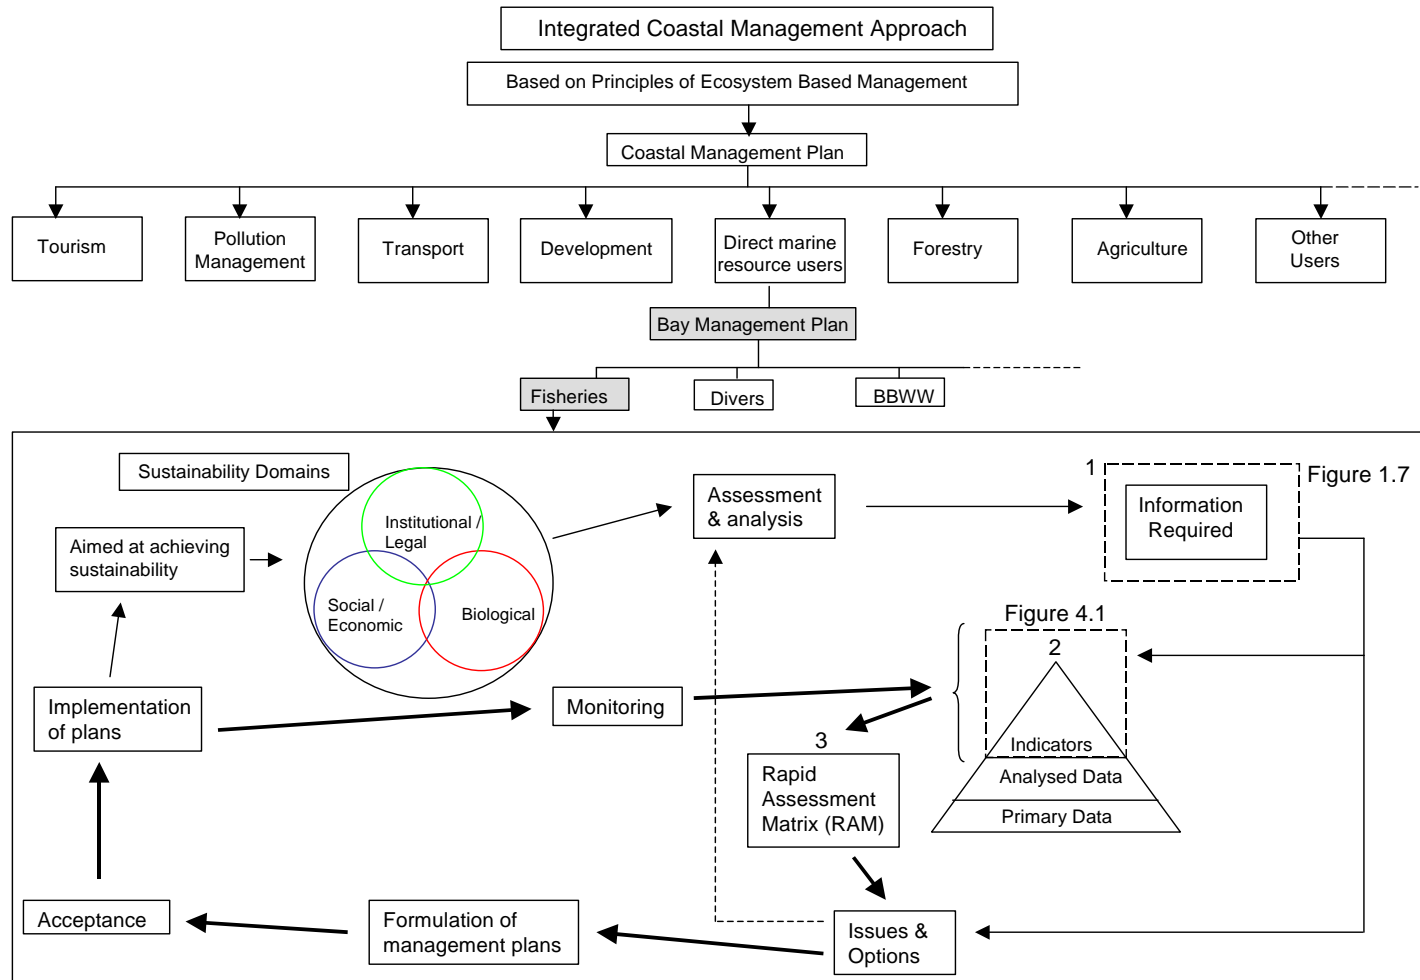 Integrated Coastal Management Approach
Based on Principles of Ecosystem Based Management
Coastal Management Plan
Tourism
Pollution
Management
Transport
Development
Direct marine
resource users
Forestry
Agriculture
Other
Users
Bay Management Plan
Fisheries
Divers
BBWW
Sustainability Domains
Institutional /
Legal
Social /
Economic
Biological
Aimed at achieving
sustainability
Assessment
& analysis
1
Figure 1.7
Information
Required
Figure 4.1
2
Indicators
Analysed Data
Primary Data
Implementation
of plans
Monitoring
3
Rapid
Assessment
Matrix (RAM)
Acceptance
Formulation of
management plans
Issues &
Options